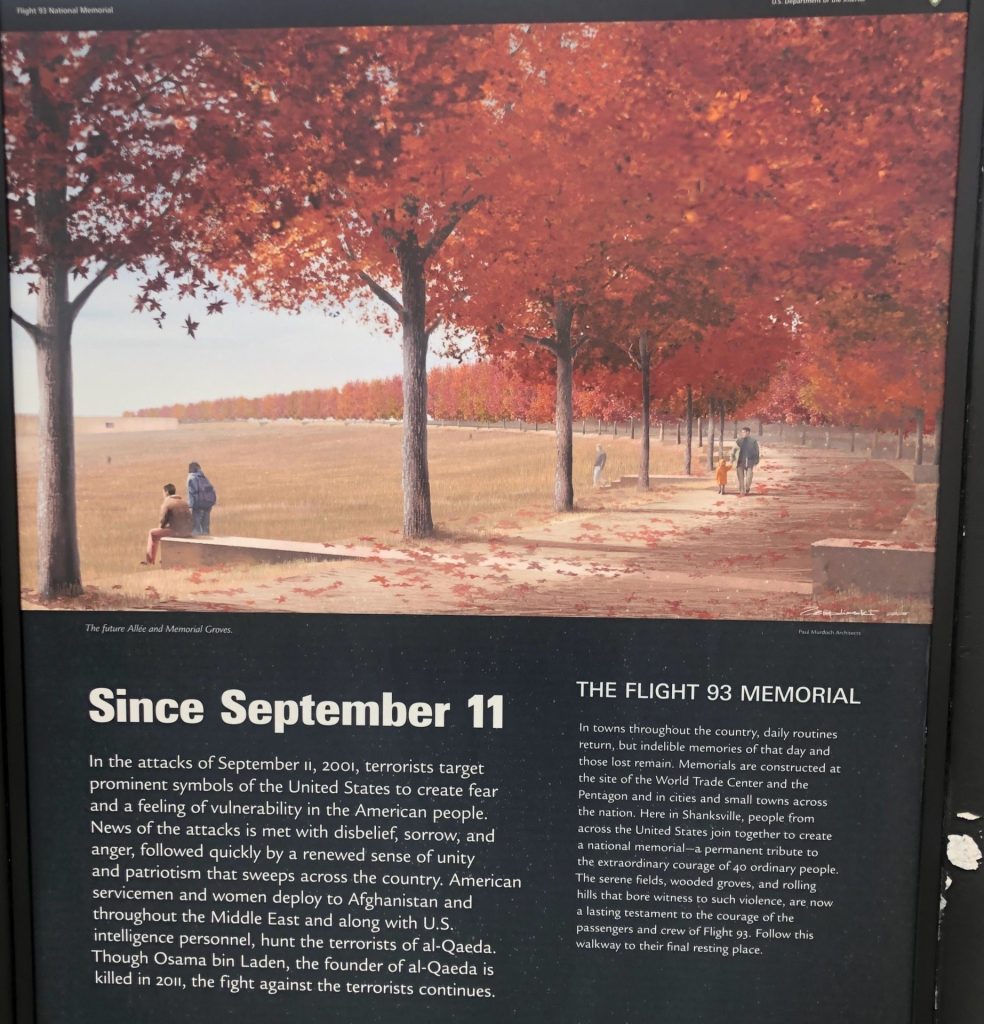 Flight 93 National Memorial
U.S. Department of the Interior
The future Allée and Memorial Groves.
Paul Murdoch Architects
Since September 11
In the attacks of September 11, 2001, terrorists target
prominent symbols of the United States to create fear
and a feeling of vulnerability in the American people.
News of the attacks is met with disbelief, sorrow, and
anger, followed quickly by a renewed sense of unity
and patriotism that sweeps across the country. American
servicemen and women deploy to Afghanistan and
throughout the Middle East and along with U.S.
intelligence personnel, hunt the terrorists of al-Qaeda.
Though Osama bin Laden, the founder of al-Qaeda is
killed in 2011, the fight against the terrorists continues.
THE FLIGHT 93 MEMORIAL
In towns throughout the country, daily routines
return, but indelible memories of that day and
those lost remain. Memorials are constructed at
the site of the World Trade Center and the
Pentagon and in cities and small towns across
the nation. Here in Shanksville, people from
across the United States join together to create
a national memorial—a permanent tribute to
the extraordinary courage of 40 ordinary people.
The serene fields, wooded groves, and rolling
hills that bore witness to such violence, are now
a lasting testament to the courage of the
passengers and crew of Flight 93. Follow this
walkway to their final resting place.